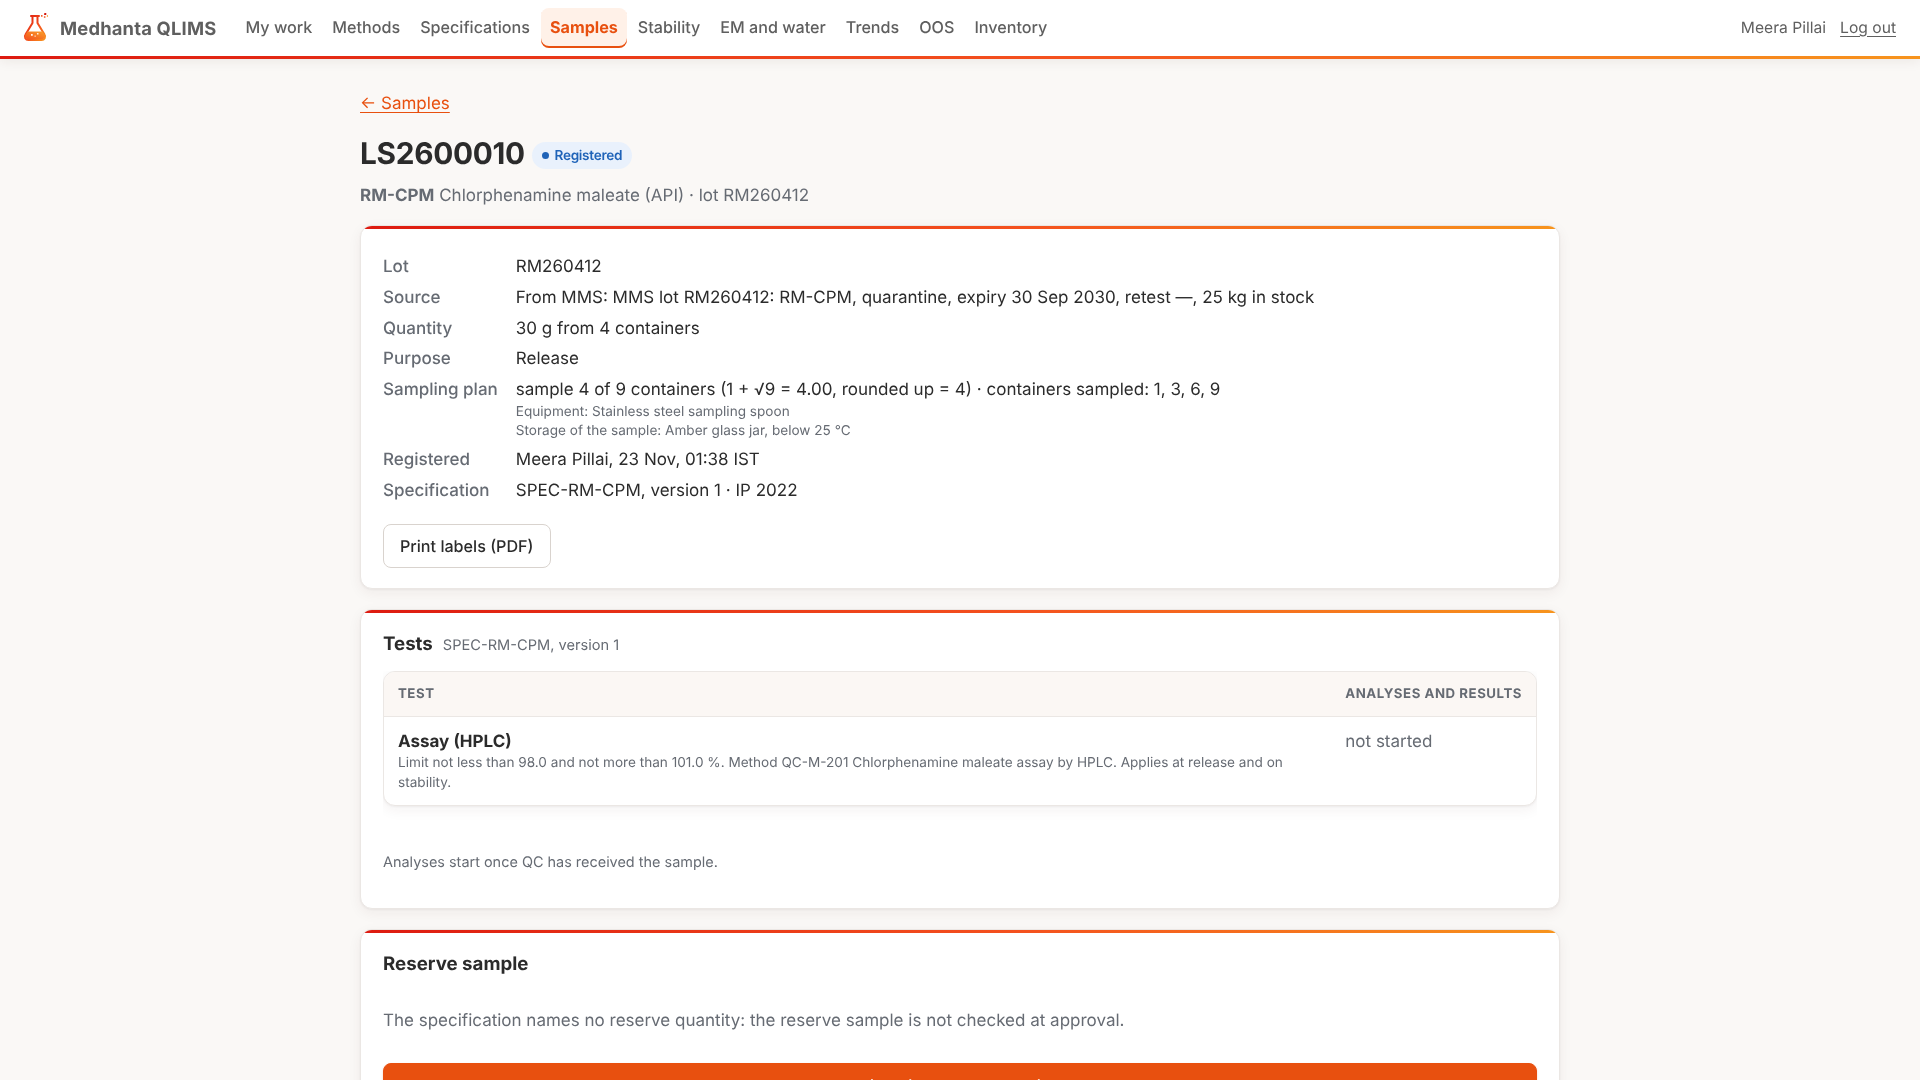 Medhanta QLIMS My work Methods Specifications Samples Stability EM and water Trends OOS Inventory Meera Pillai Log out
← Samples
LS2600010 Registered
RM-CPM Chlorphenamine maleate (API) · lot RM260412
Lot RM260412
Source From MMS: MMS lot RM260412: RM-CPM, quarantine, expiry 30 Sep 2030, retest —, 25 kg in stock
Quantity 30 g from 4 containers
Purpose Release
Sampling plan sample 4 of 9 containers (1 + √9 = 4.00, rounded up = 4) · containers sampled: 1, 3, 6, 9
Equipment: Stainless steel sampling spoon
Storage of the sample: Amber glass jar, below 25 °C
Registered Meera Pillai, 23 Nov, 01:38 IST
Specification SPEC-RM-CPM, version 1 · IP 2022
Print labels (PDF)
Tests SPEC-RM-CPM, version 1
TEST ANALYSES AND RESULTS
Assay (HPLC) not started
Limit not less than 98.0 and not more than 101.0 %. Method QC-M-201 Chlorphenamine maleate assay by HPLC. Applies at release and on
stability.
Analyses start once QC has received the sample.
Reserve sample
The specification names no reserve quantity: the reserve sample is not checked at approval.